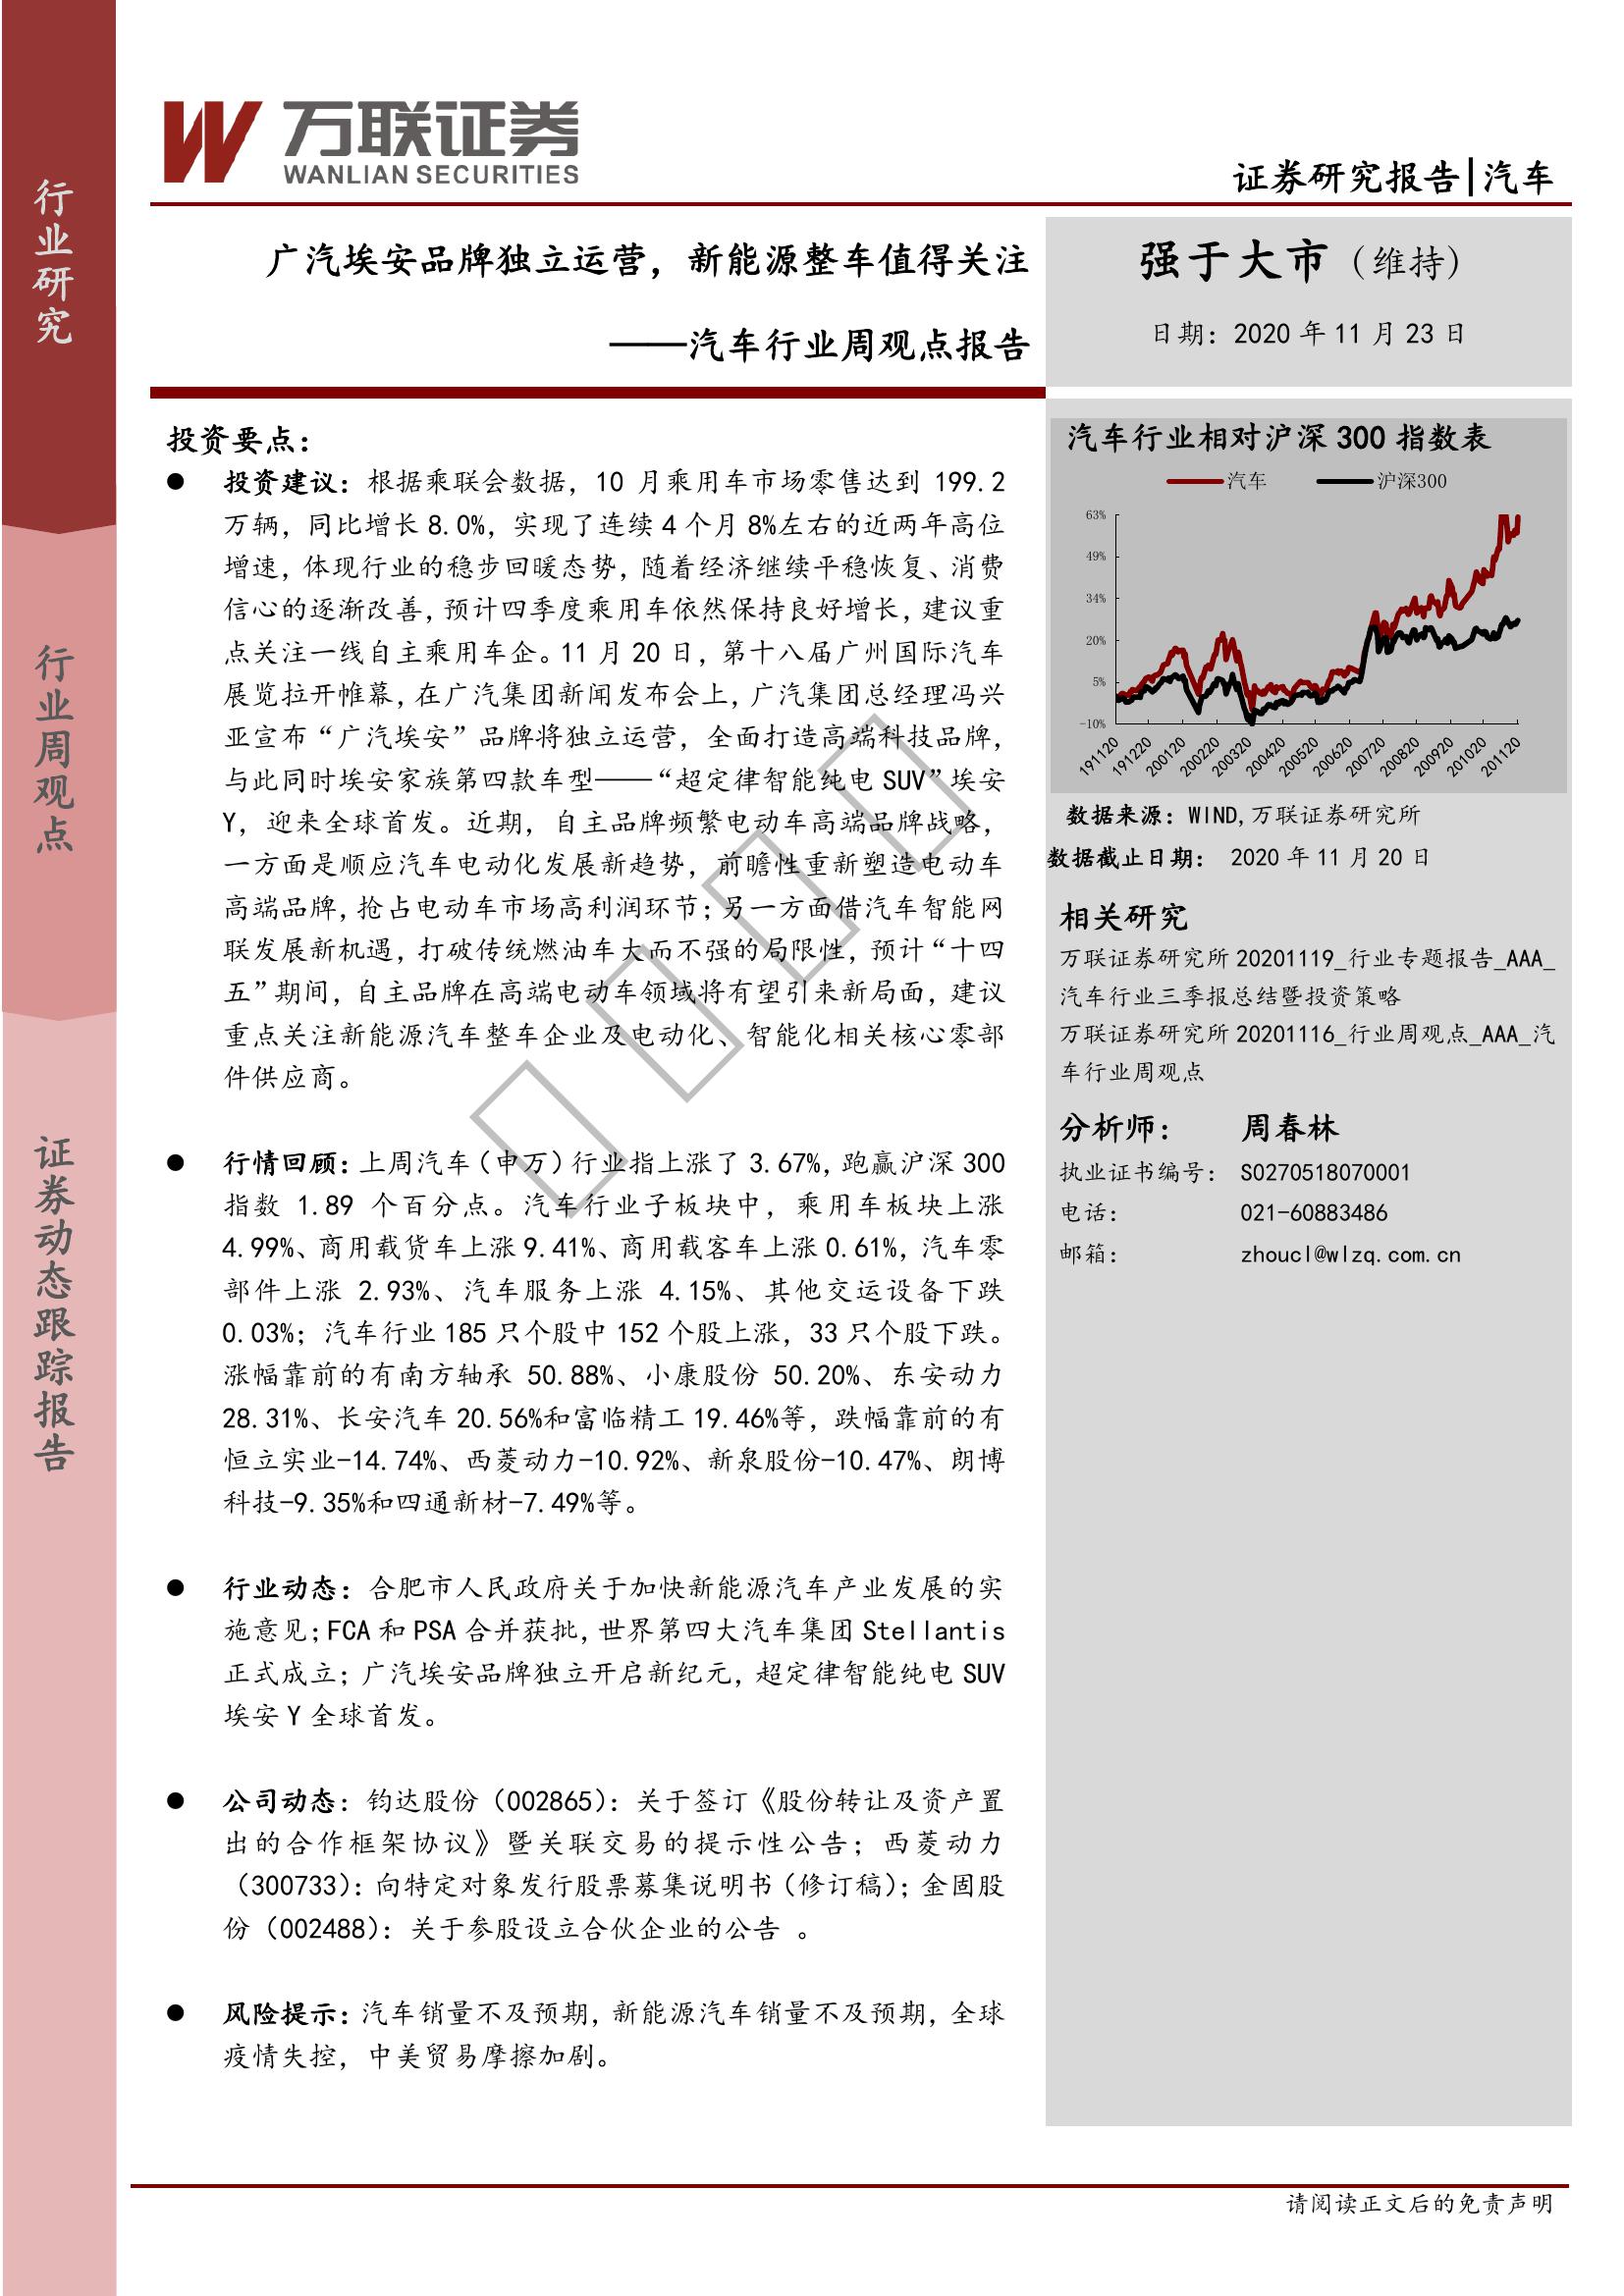 行业研究
行业周观点
证券动态跟踪报告
万联证券
WANLIAN SECURITIES
证券研究报告|汽车
广汽埃安品牌独立运营，新能源整车值得关注
——汽车行业周观点报告
强于大市（维持）
日期：2020 年 11 月 23 日
投资要点：
● 投资建议：根据乘联会数据，10 月乘用车市场零售达到 199.2
万辆，同比增长 8.0%，实现了连续 4 个月 8%左右的近两年高位
增速，体现行业的稳步回暖态势，随着经济继续平稳恢复、消费
信心的逐渐改善，预计四季度乘用车依然保持良好增长，建议重
点关注一线自主乘用车企。11 月 20 日，第十八届广州国际汽车
展览拉开帷幕，在广汽集团新闻发布会上，广汽集团总经理冯兴
亚宣布“广汽埃安”品牌将独立运营，全面打造高端科技品牌，
与此同时埃安家族第四款车型——“超定律智能纯电 SUV”埃安
Y，迎来全球首发。近期，自主品牌频繁电动车高端品牌战略，
一方面是顺应汽车电动化发展新趋势，前瞻性重新塑造电动车
高端品牌，抢占电动车市场高利润环节；另一方面借汽车智能网
联发展新机遇，打破传统燃油车大而不强的局限性，预计“十四
五”期间，自主品牌在高端电动车领域将有望引来新局面，建议
重点关注新能源汽车整车企业及电动化、智能化相关核心零部
件供应商。
● 行情回顾：上周汽车（申万）行业指上涨了 3.67%，跑赢沪深 300
指数 1.89 个百分点。汽车行业子板块中，乘用车板块上涨
4.99%、商用载货车上涨 9.41%、商用载客车上涨 0.61%，汽车零
部件上涨 2.93%、汽车服务上涨 4.15%、其他交运设备下跌
0.03%；汽车行业 185 只个股中 152 个股上涨，33 只个股下跌。
涨幅靠前的有南方轴承 50.88%、小康股份 50.20%、东安动力
28.31%、长安汽车 20.56%和富临精工 19.46%等，跌幅靠前的有
恒立实业-14.74%、西菱动力-10.92%、新泉股份-10.47%、朗博
科技-9.35%和四通新材-7.49%等。
● 行业动态：合肥市人民政府关于加快新能源汽车产业发展的实
施意见；FCA 和 PSA 合并获批，世界第四大汽车集团 Stellantis
正式成立；广汽埃安品牌独立开启新纪元，超定律智能纯电 SUV
埃安 Y 全球首发。
● 公司动态：钧达股份（002865）：关于签订《股份转让及资产置
出的合作框架协议》暨关联交易的提示性公告；西菱动力
（300733）：向特定对象发行股票募集说明书（修订稿）；金固股
份（002488）：关于参股设立合伙企业的公告 。
● 风险提示：汽车销量不及预期，新能源汽车销量不及预期，全球
疫情失控，中美贸易摩擦加剧。
汽车行业相对沪深 300 指数表
汽车 沪深300
63%
49%
34%
20%
5%
-10%
191120 191220 200120 200220 200320 200420 200520 200620 200720 200820 200920 201020 201120
数据来源：WIND,万联证券研究所
数据截止日期： 2020 年 11 月 20 日
相关研究
万联证券研究所 20201119_行业专题报告_AAA_
汽车行业三季报总结暨投资策略
万联证券研究所 20201116_行业周观点_AAA_汽
车行业周观点
分析师： 周春林
执业证书编号： S0270518070001
电话： 021-60883486
邮箱： zhoucl@wlzq.com.cn
请阅读正文后的免责声明